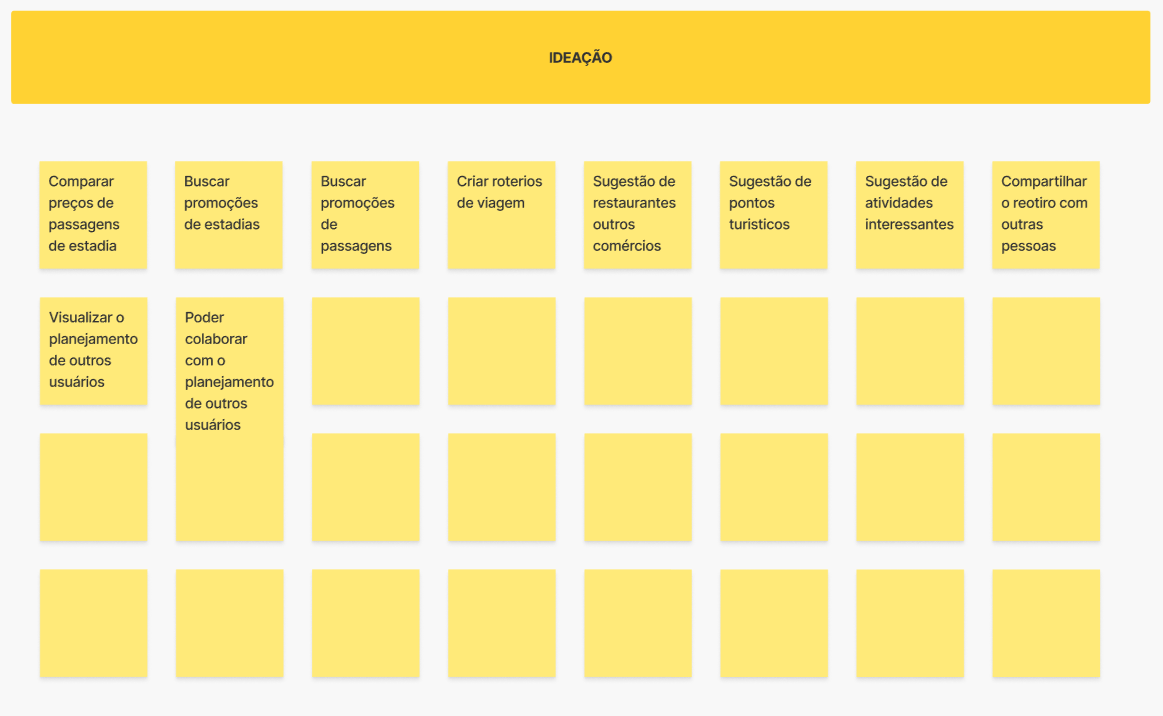 IDEAÇÃO
Comparar
preços de
passagens
de estadia
Buscar
promoções
de estadias
Buscar
promoções
de
passagens
Criar roterios
de viagem
Sugestão de
restaurantes
outros
comércios
Sugestão de
pontos
turisticos
Sugestão de
atividades
interessantes
Compartilhar
o reotiro com
outras
pessoas
Visualizar o
planejamento
de outros
usuários
Poder
colaborar
com o
planejamento
de outros
usuários